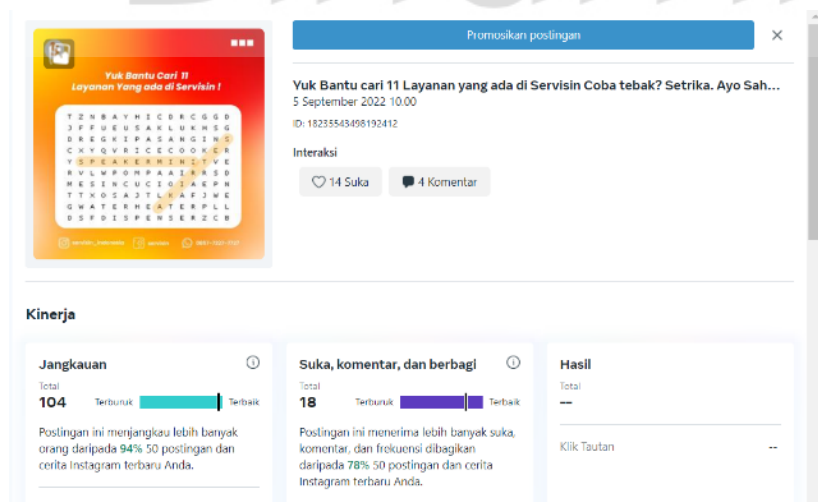 Promosikan postingan
Yuk Bantu Cari 11
Layanan Yang ada di Servisin !
T Z N B A Y H I C D R C G G D
J F F U E U S A K L U K H S G
D R E G K I P A S A N G I N S
C K Y Q V R I C E C O O K E R
Y S P E A K E R M I N I T V E
R V L W P O M P A A I R R S D
M E S I N C U C I G I A E P N
T T X O S A J T L K A F J W E
G W A T E R H E A T E R P L L
D S F D I S P E N S E R Z C B
servisin
Yuk Bantu cari 11 Layanan yang ada di Servisin Coba tebak? Setrika. Ayo Sah...
5 September 2022 10.00
ID: 18235543498192412
Interaksi
14 Suka
4 Komentar
Kinerja
Jangkauan
Total
104
Terburuk
Terbaik
Postingan ini menjangkau lebih banyak
orang daripada 94% 50 postingan dan
cerita Instagram terbaru Anda.
Suka, komentar, dan berbagi
Total
18
Terburuk
Terbaik
Postingan ini menerima lebih banyak suka,
komentar, dan frekuensi dibagikan
daripada 78% 50 postingan dan cerita
Instagram terbaru Anda.
Hasil
Total
--
Klik Tautan
--